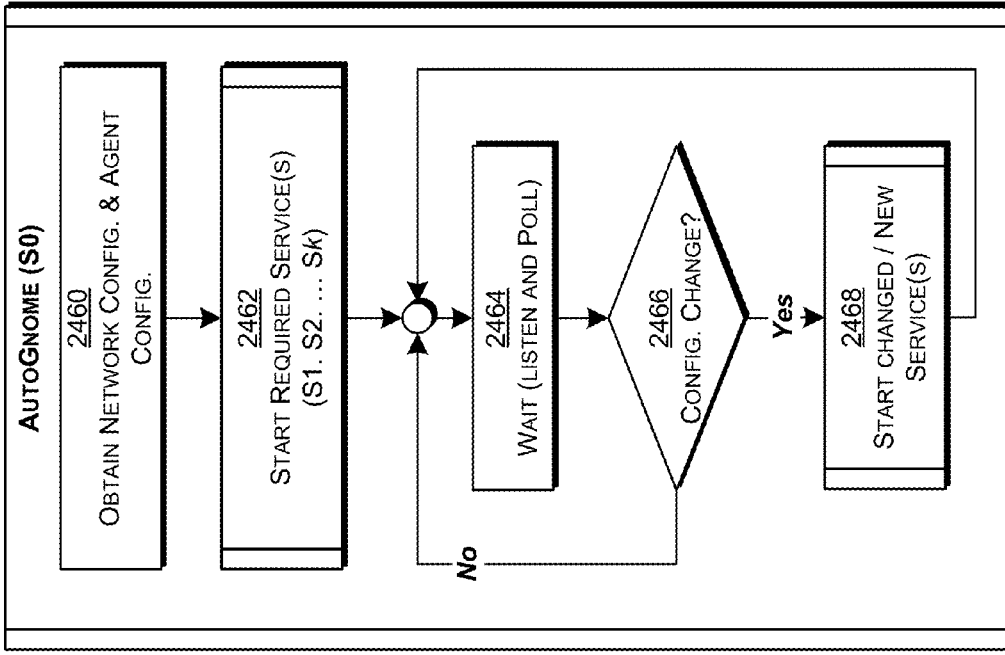 AUTOGNOME (S0)
2460
OBTAIN NETWORK CONFIG. & AGENT
CONFIG.
2462
START REQUIRED SERVICE(S)
(S1. S2. ... Sk)
2464
WAIT (LISTEN AND POLL)
2466
CONFIG. CHANGE?
No
Yes
2468
START CHANGED / NEW
SERVICE(S)